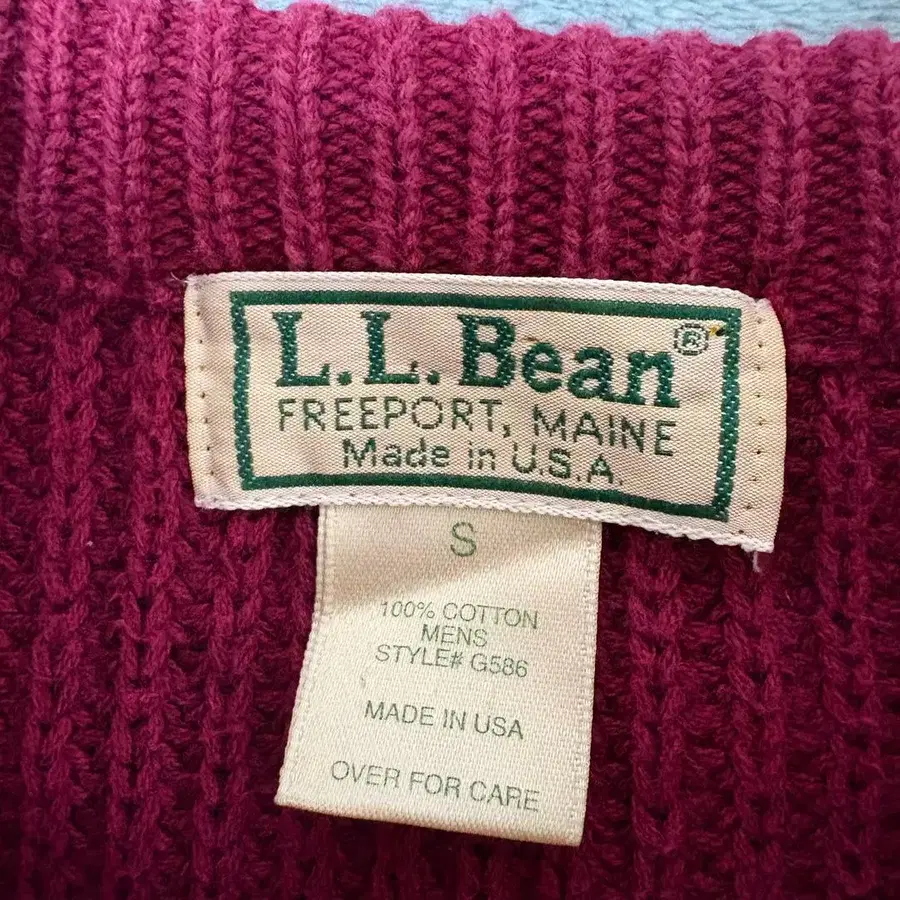 L.L.Bean®
FREEPORT, MAINE
Made in U.S.A.
S
100% COTTON
MENS
STYLE# G586
MADE IN USA
OVER FOR CARE